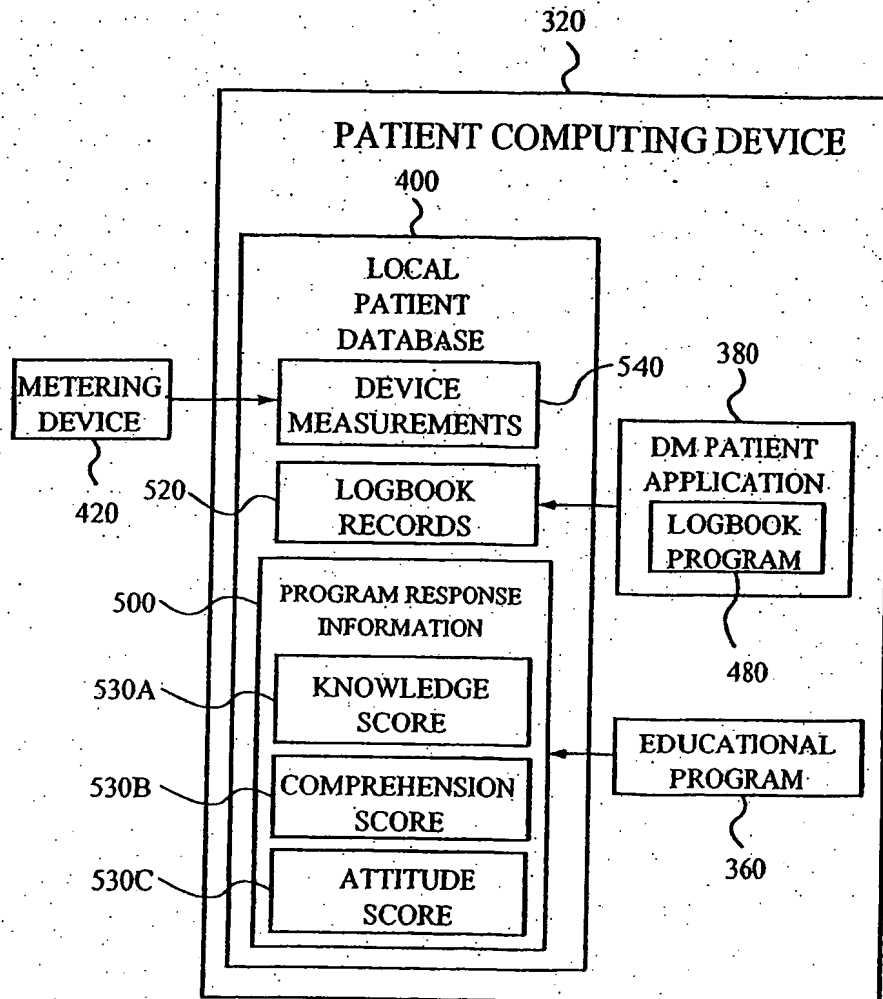 320
PATIENT COMPUTING DEVICE
400
LOCAL
PATIENT
DATABASE
METERING
DEVICE
420
DEVICE
MEASUREMENTS
540
380
DM PATIENT
APPLICATION
LOGBOOK
PROGRAM
480
520
LOGBOOK
RECORDS
500
PROGRAM RESPONSE
INFORMATION
530A
KNOWLEDGE
SCORE
530B
COMPREHENSION
SCORE
530C
ATTITUDE
SCORE
EDUCATIONAL
PROGRAM
360